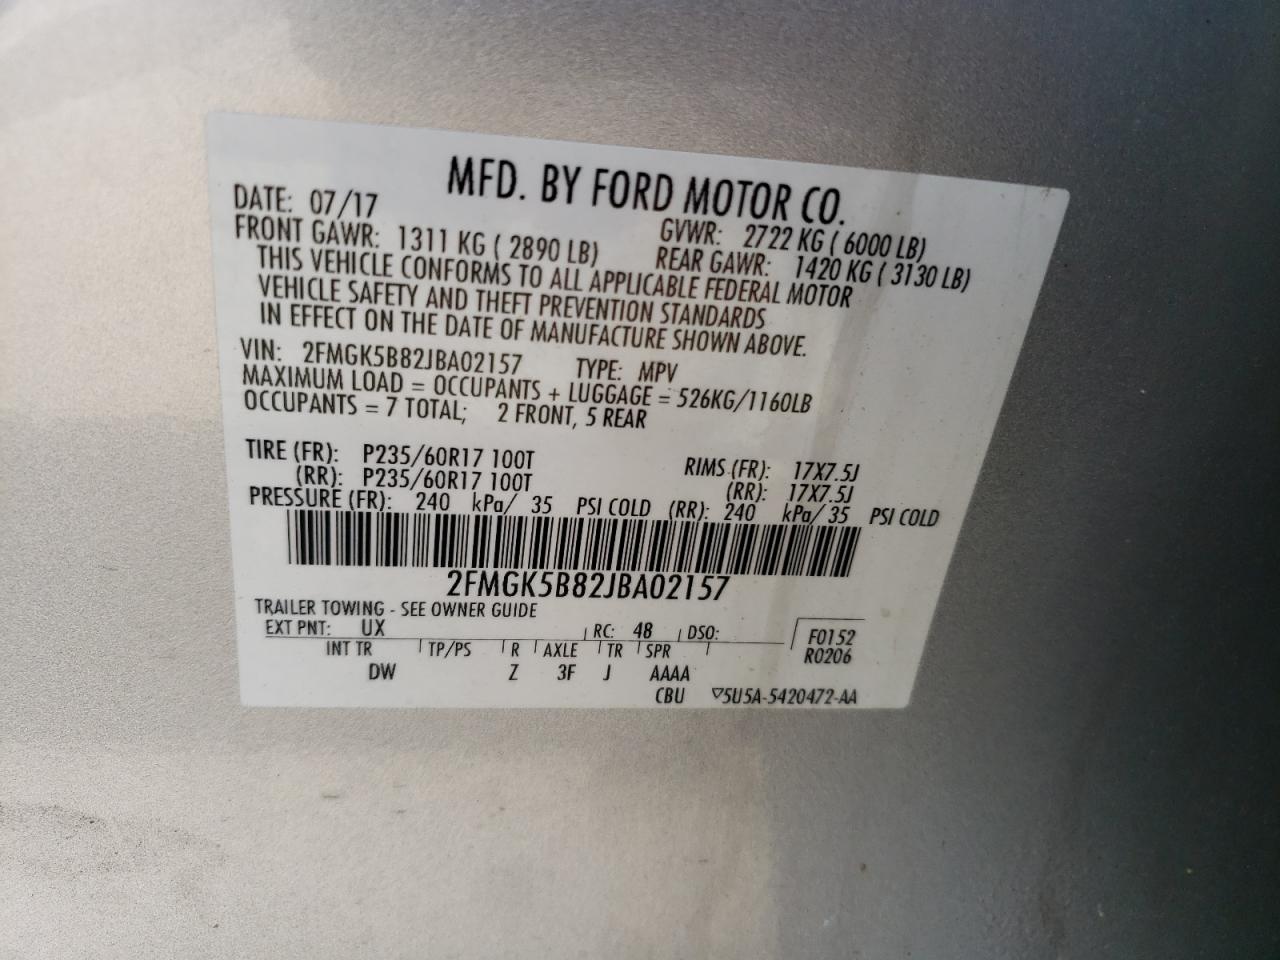 MFD. BY FORD MOTOR CO.
DATE: 07/17 GVWR: 2722 KG ( 6000 LB)
FRONT GAWR: 1311 KG ( 2890 LB) REAR GAWR: 1420 KG ( 3130 LB)
THIS VEHICLE CONFORMS TO ALL APPLICABLE FEDERAL MOTOR
VEHICLE SAFETY AND THEFT PREVENTION STANDARDS
IN EFFECT ON THE DATE OF MANUFACTURE SHOWN ABOVE.
VIN: 2FMGK5B82JBA02157 TYPE: MPV
MAXIMUM LOAD = OCCUPANTS + LUGGAGE = 526KG/1160LB
OCCUPANTS = 7 TOTAL; 2 FRONT, 5 REAR
TIRE (FR): P235/60R17 100T RIMS (FR): 17X7.5J
(RR): P235/60R17 100T (RR): 17X7.5J
PRESSURE (FR): 240 kPa/ 35 PSI COLD (RR): 240 kPa/ 35 PSI COLD
2FMGK5B82JBA02157
TRAILER TOWING - SEE OWNER GUIDE
EXT PNT: UX RC: 48 DSO: F0152
INT TR TP/PS R AXLE TR SPR R0206
DW Z 3F J AAAA
CBU ▽5U5A-5420472-AA